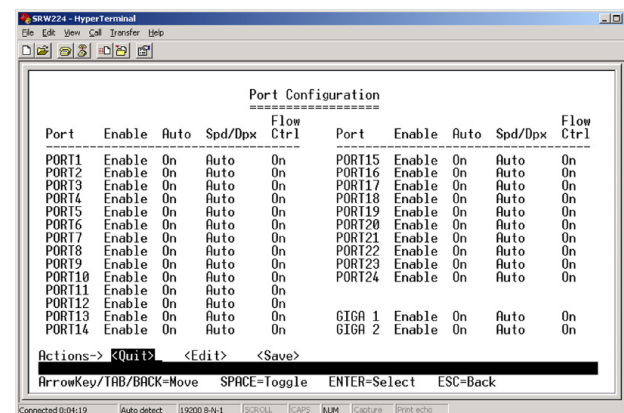 SRW224 - HyperTerminal
File Edit View Call Transfer Help
Port Configuration
==================
Flow Flow
Port Enable Auto Spd/Dpx Ctrl Port Enable Auto Spd/Dpx Ctrl
PORT1 Enable On Auto On PORT15 Enable On Auto On
PORT2 Enable On Auto On PORT16 Enable On Auto On
PORT3 Enable On Auto On PORT17 Enable On Auto On
PORT4 Enable On Auto On PORT18 Enable On Auto On
PORT5 Enable On Auto On PORT19 Enable On Auto On
PORT6 Enable On Auto On PORT20 Enable On Auto On
PORT7 Enable On Auto On PORT21 Enable On Auto On
PORT8 Enable On Auto On PORT22 Enable On Auto On
PORT9 Enable On Auto On PORT23 Enable On Auto On
PORT10 Enable On Auto On PORT24 Enable On Auto On
PORT11 Enable On Auto On
PORT12 Enable On Auto On
PORT13 Enable On Auto On GIGA 1 Enable On Auto On
PORT14 Enable On Auto On GIGA 2 Enable On Auto On
Actions-> <Quit> <Edit> <Save>
ArrowKey/TAB/BACK=Move SPACE=Toggle ENTER=Select ESC=Back
Connected 0:04:19 Auto detect 19200 8-N-1 SCROLL CAPS NUM Capture Print echo